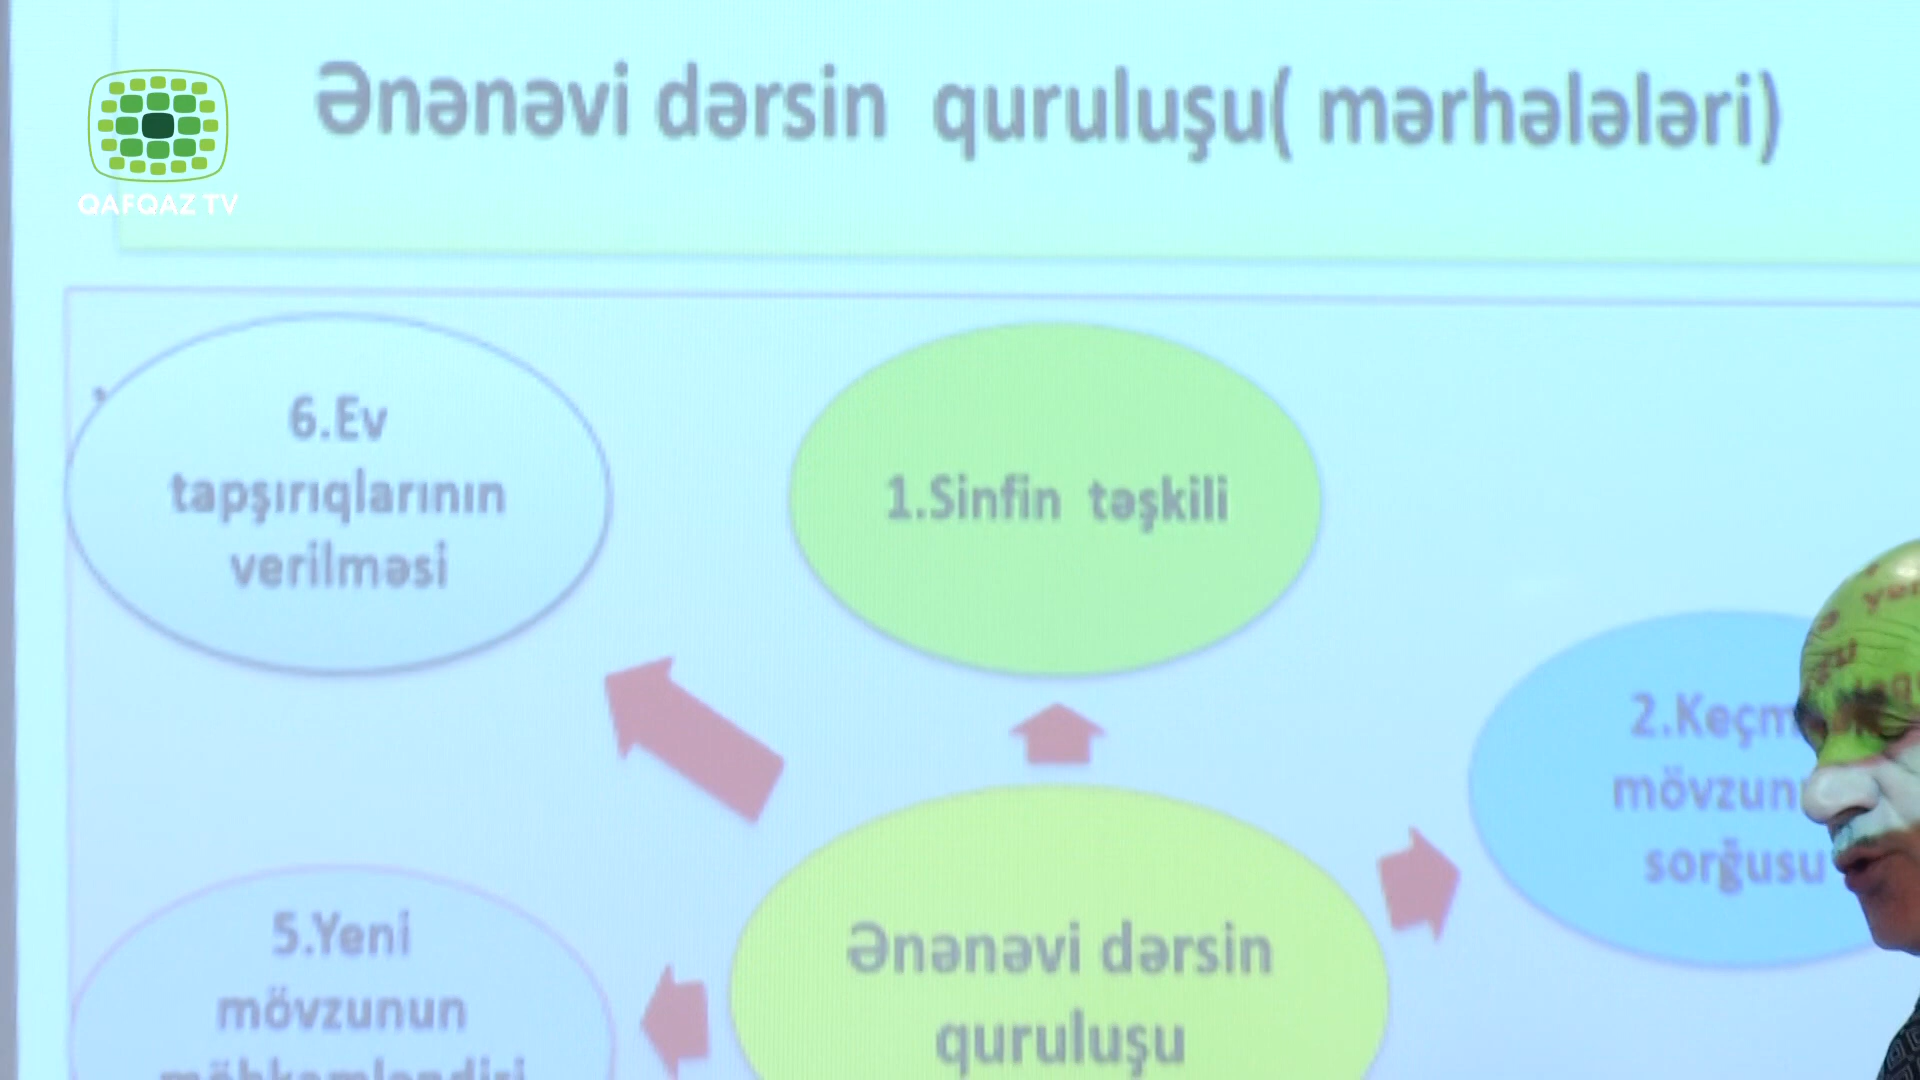 QAFQAZ TV
Ənənəvi dərsin quruluşu( mərhələləri)
6.Ev
tapşırıqlarının
verilməsi
1.Sinfin təşkili
2.Keçm
mövzun
sorğusu
5.Yeni
mövzunun
Ənənəvi dərsin
quruluşu